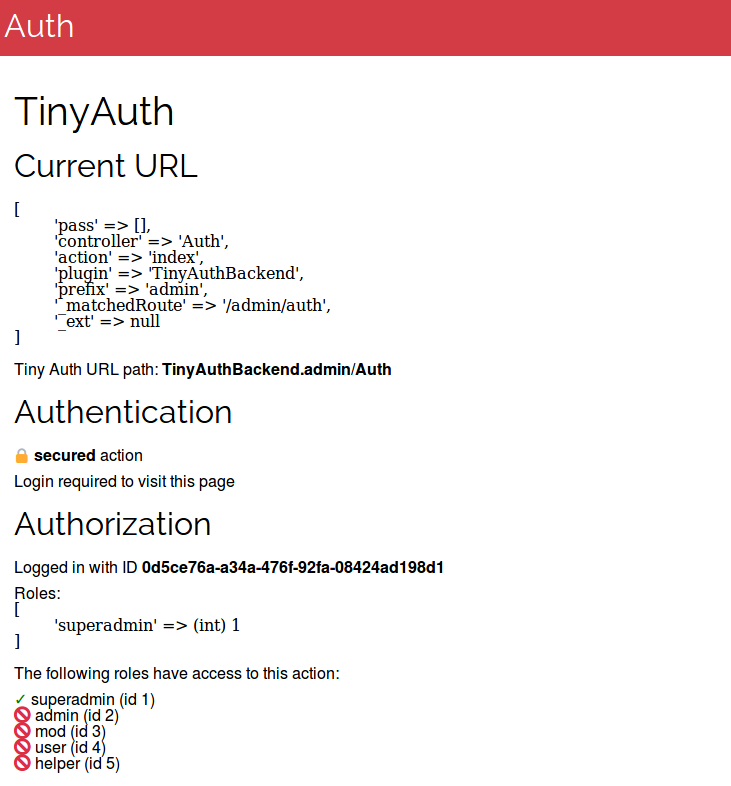 Auth
TinyAuth
Current URL
[
'pass' => [],
'controller' => 'Auth',
'action' => 'index',
'plugin' => 'TinyAuthBackend',
'prefix' => 'admin',
'_matchedRoute' => '/admin/auth',
'_ext' => null
]
Tiny Auth URL path: TinyAuthBackend.admin/Auth
Authentication
secured action
Login required to visit this page
Authorization
Logged in with ID 0d5ce76a-a34a-476f-92fa-08424ad198d1
Roles:
[
'superadmin' => (int) 1
]
The following roles have access to this action:
✓ superadmin (id 1)
admin (id 2)
mod (id 3)
user (id 4)
helper (id 5)